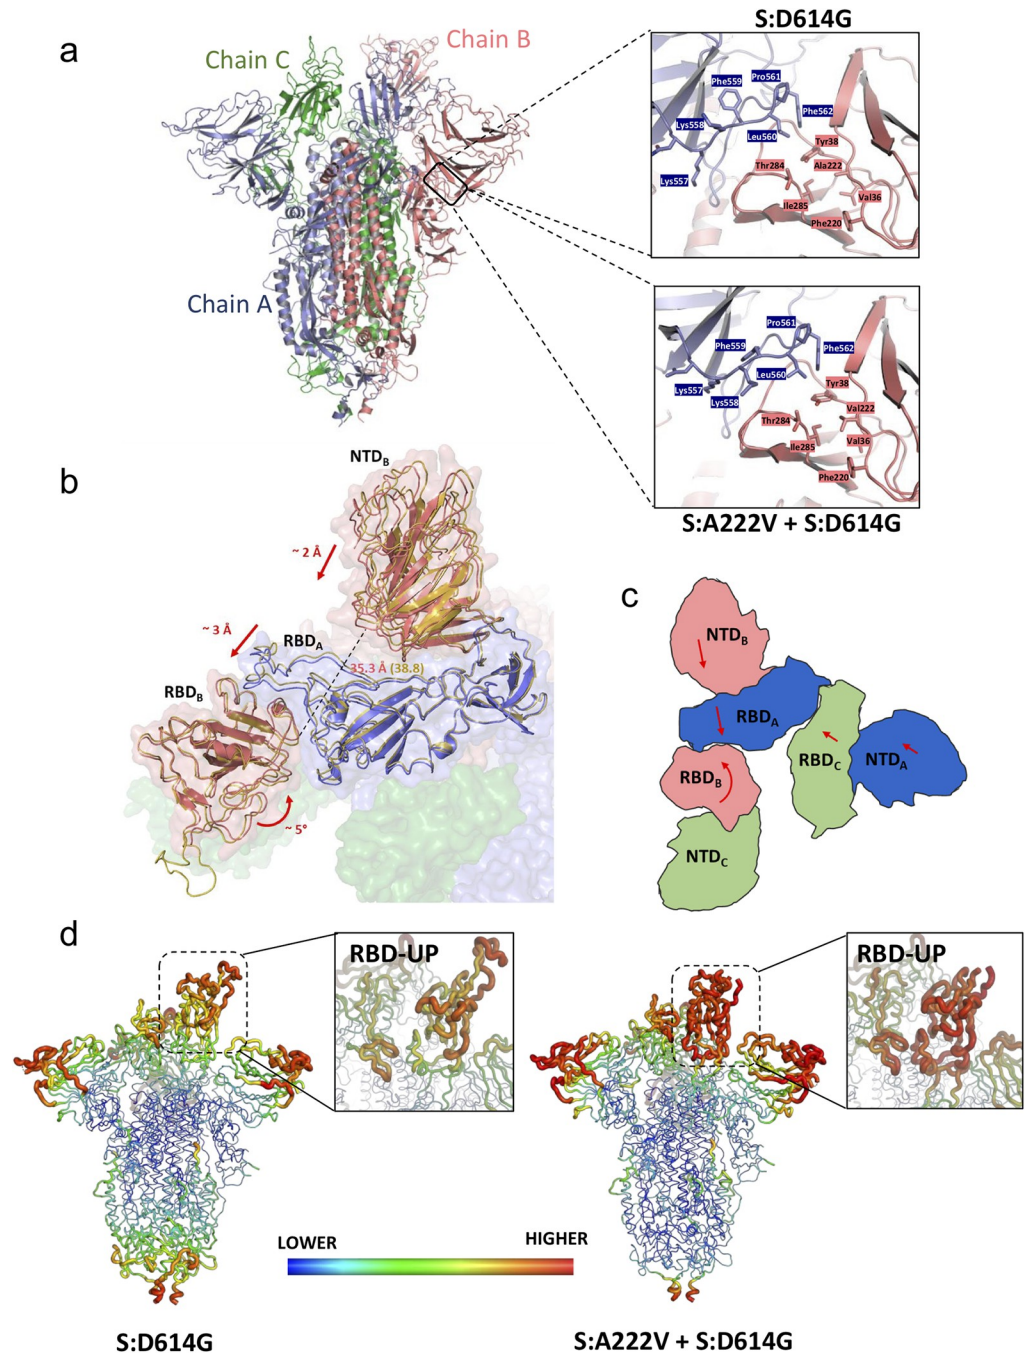 a
Chain C
Chain B
Chain A
S:D614G
Phe559
Pro561
Phe562
Lys558
Leu560
Tyr38
Thr284
Ala222
Lys557
Val36
Ile285
Phe220
Pro561
Phe559
Phe562
Leu560
Lys557
Tyr38
Lys558
Val222
Thr284
Val36
Ile285
Phe220
S:A222V + S:D614G
b
NTDB
~ 2 Å
~ 3 Å
RBDA
35.3 Å (38.8)
RBDB
~ 5°
c
NTDB
RBDA
RBDB
RBDC
NTDA
NTDC
d
RBD-UP
RBD-UP
LOWER
HIGHER
S:D614G
S:A222V + S:D614G